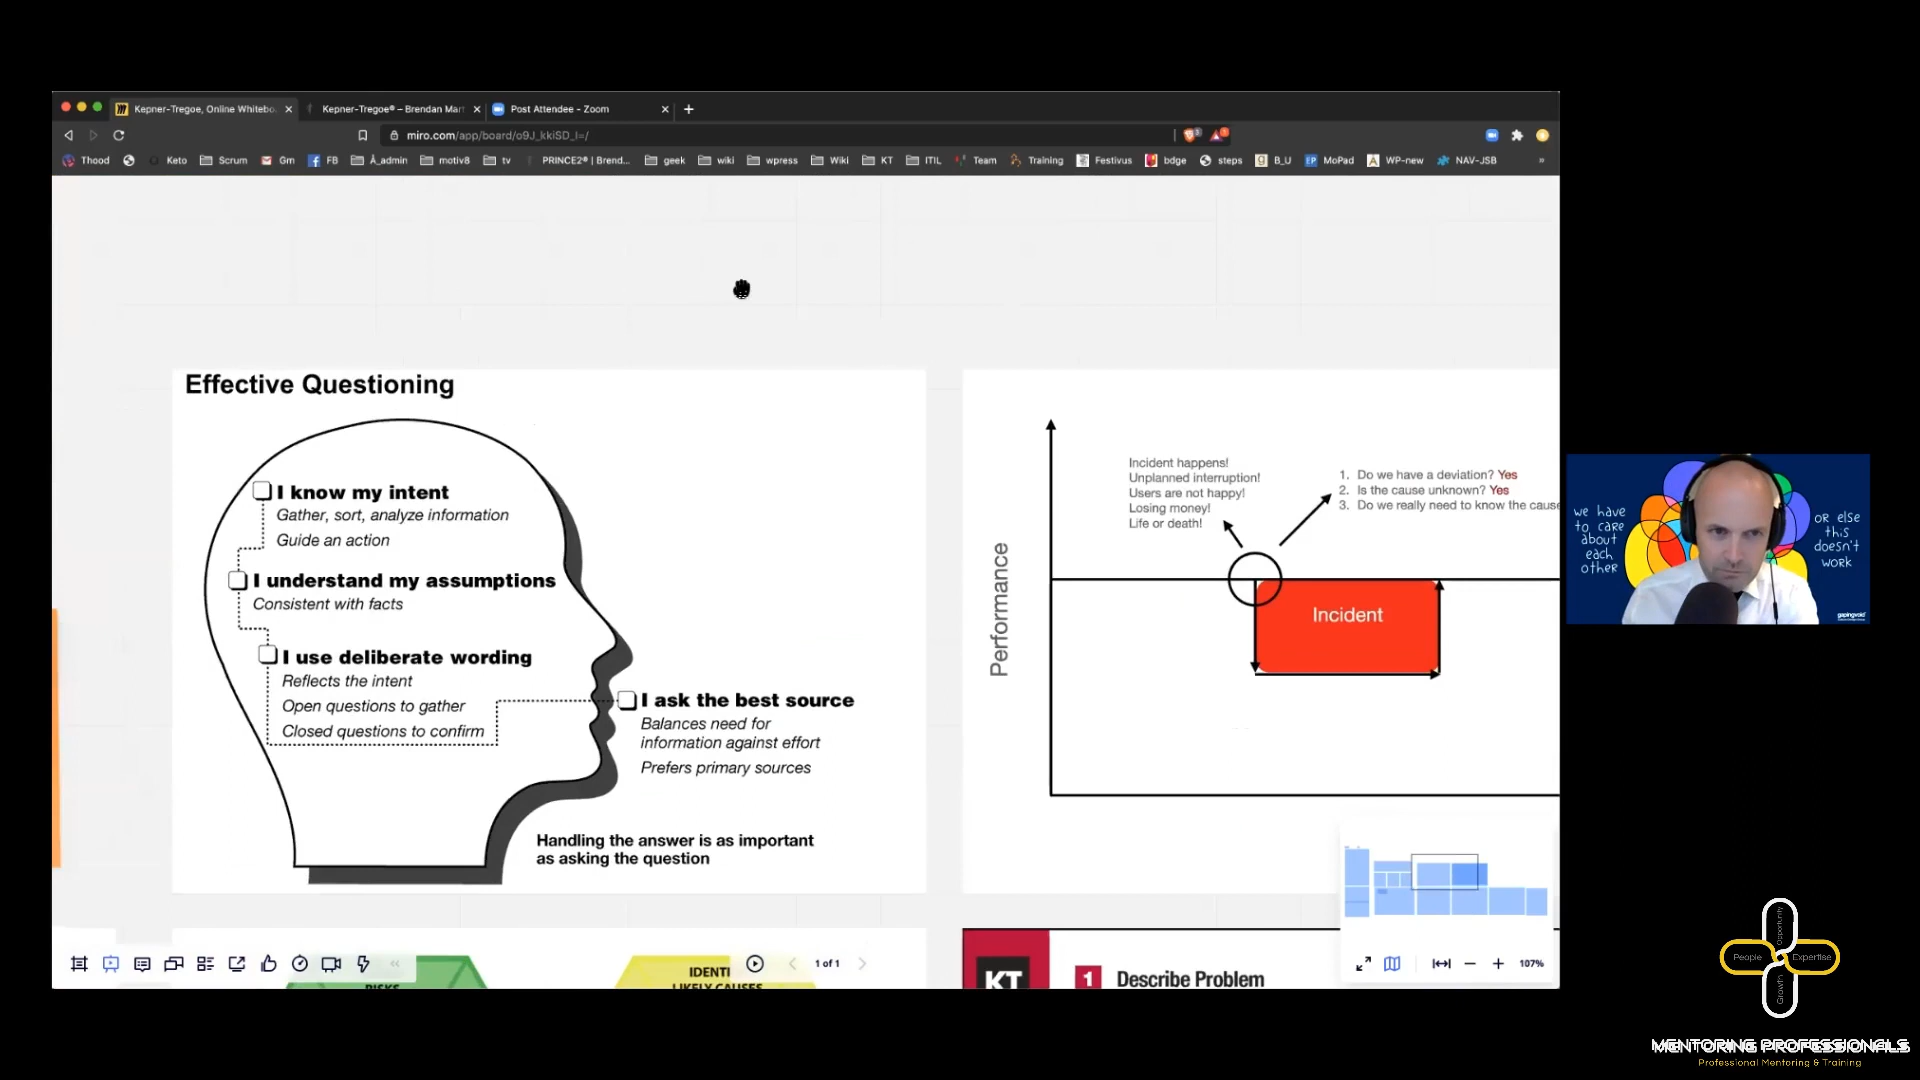 Kepner-Tregoe, Online Whitebo.
Kepner-Tregoe® – Brendan Mart
Post Attendee - Zoom
miro.com/app/board/o9J_kkiSD_I=/
Thood
Keto
Scrum
Gm
FB
Å_admin
motiv8
tv
PRINCE2® | Brend...
geek
wiki
wpress
Wiki
KT
ITIL
Team
Training
Festivus
bdge
steps
B_U
MoPad
WP-new
NAV-JSB
Effective Questioning
I know my intent
Gather, sort, analyze information
Guide an action
I understand my assumptions
Consistent with facts
I use deliberate wording
Reflects the intent
Open questions to gather
Closed questions to confirm
I ask the best source
Balances need for
information against effort
Prefers primary sources
Handling the answer is as important
as asking the question
Performance
Incident happens!
Unplanned interruption!
Users are not happy!
Losing money!
Life or death!
1. Do we have a deviation? Yes
2. Is the cause unknown? Yes
3. Do we really need to know the cause
Incident
RISKS
IDENTI
LIKELY CAUSES
1 of 1
KT
1 Describe Problem
107%
we have
to care
about
each
other
OR else
this
doesn't
work
gapingvoid
Opportunity
People
Expertise
Growth
MENTORING PROFESSIONALS
Professional Mentoring & Training